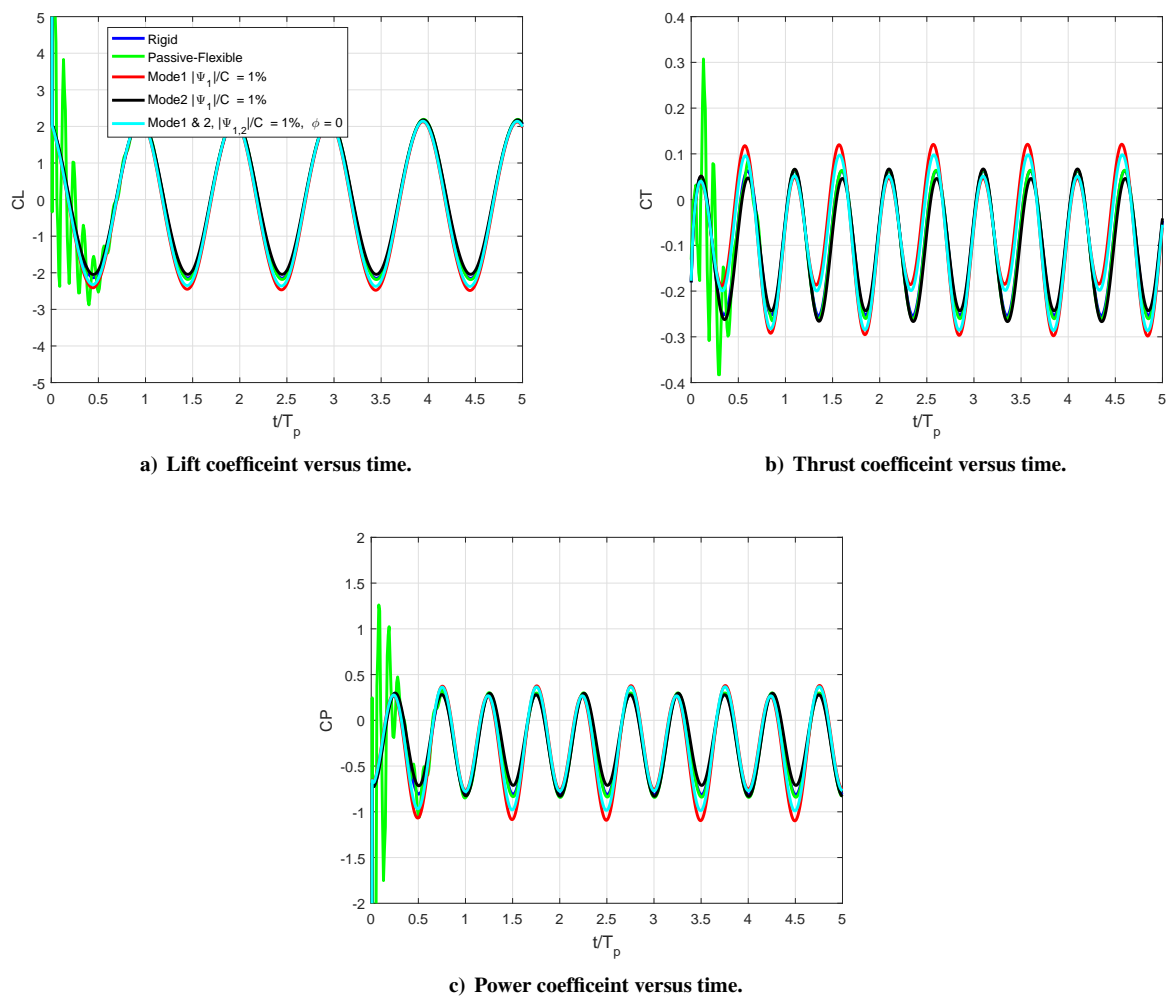 5
4
3
2
1
0
-1
-2
-3
-4
-5
CL
Rigid
Passive-Flexible
Mode1 |Ψ1|/C = 1%
Mode2 |Ψ1|/C = 1%
Mode1 & 2, |Ψ1,2|/C = 1%, ϕ = 0
0 0.5 1 1.5 2 2.5 3 3.5 4 4.5 5
t/Tp
a) Lift coefficeint versus time.
0.4
0.3
0.2
0.1
0
-0.1
-0.2
-0.3
-0.4
CT
0 0.5 1 1.5 2 2.5 3 3.5 4 4.5 5
t/Tp
b) Thrust coefficeint versus time.
2
1.5
1
0.5
0
-0.5
-1
-1.5
-2
CP
0 0.5 1 1.5 2 2.5 3 3.5 4 4.5 5
t/Tp
c) Power coefficeint versus time.